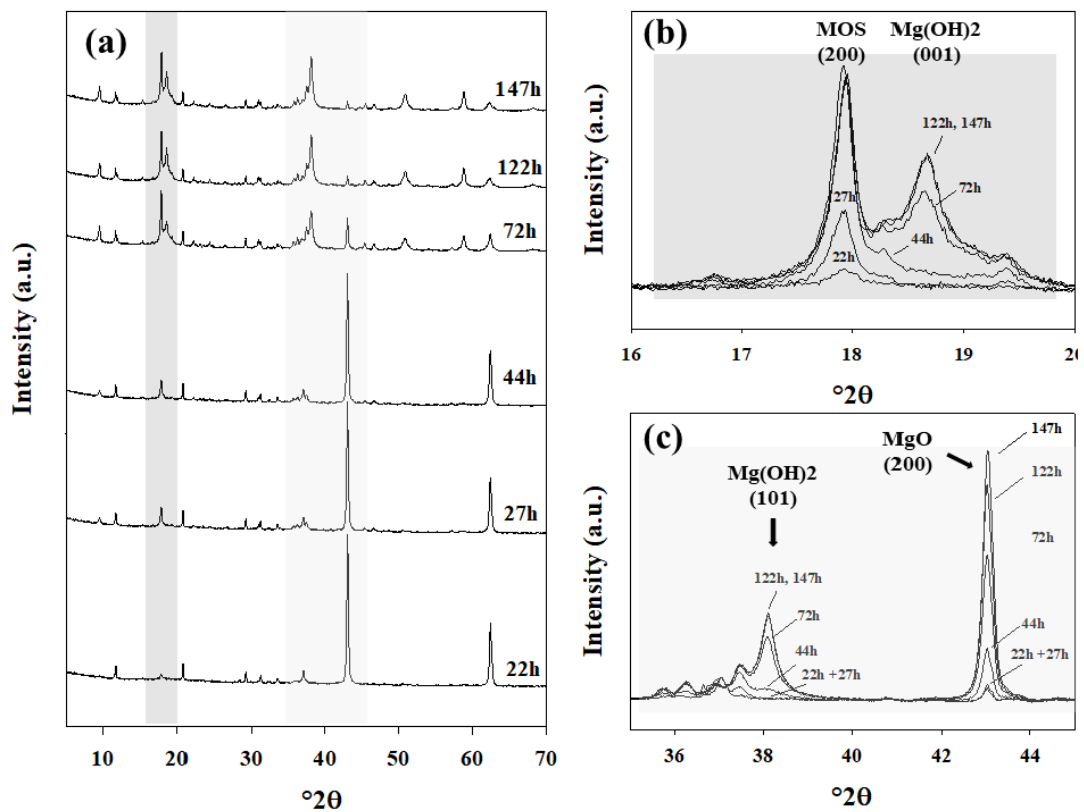 (a)
147h
122h
72h
44h
27h
22h
Intensity (a.u.)
10 20 30 40 50 60 70
°2θ
(b)
MOS
(200)
Mg(OH)2
(001)
122h, 147h
72h
27h
44h
22h
Intensity (a.u.)
16 17 18 19 20
°2θ
(c)
MgO
(200)
147h
122h
Mg(OH)2
(101)
72h
122h, 147h
72h
44h
44h
22h +27h
22h +27h
Intensity (a.u.)
36 38 40 42 44
°2θ